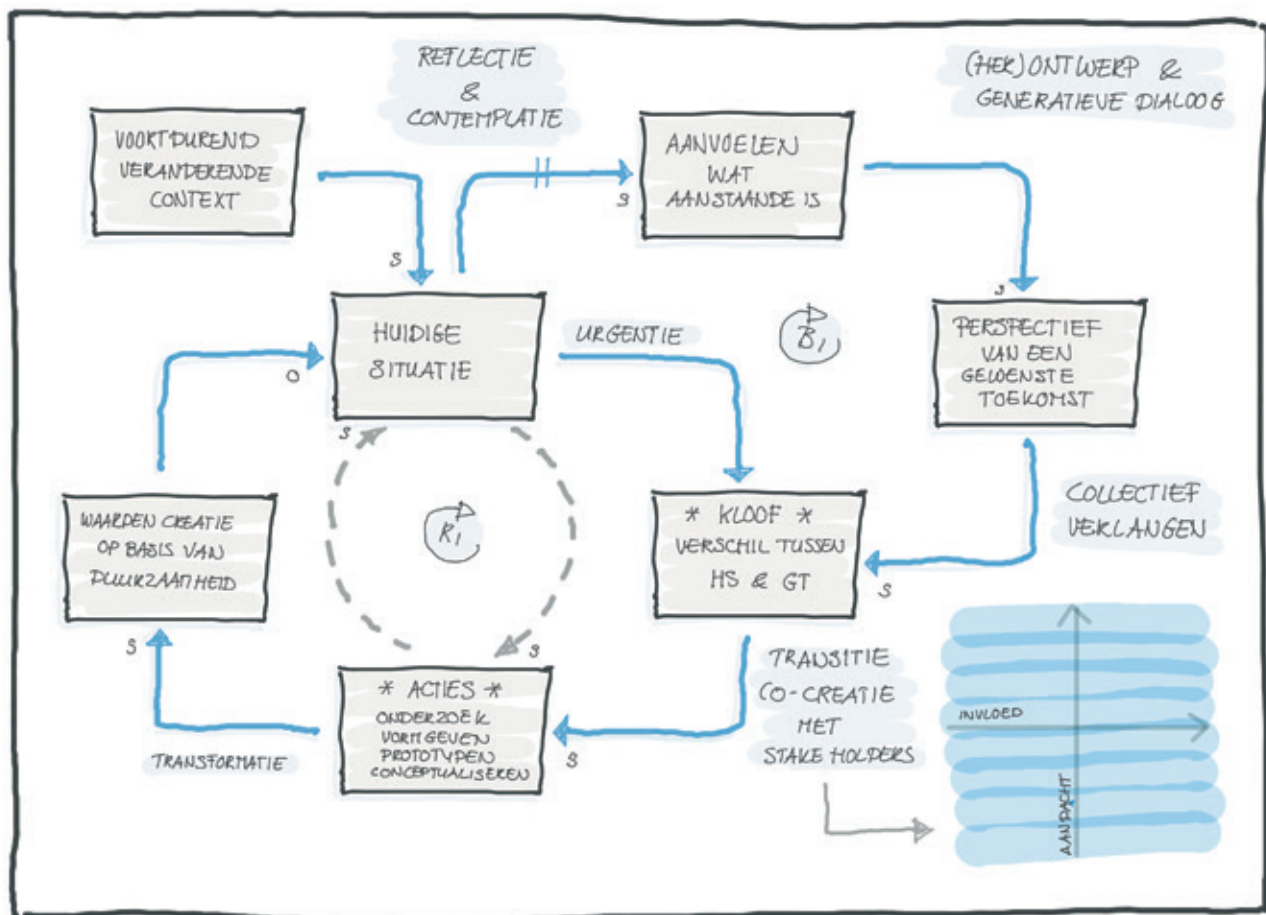 REFLECTIE
&
CONTEMPLATIE
(HER)ONTWERP &
GENERATIEVE DIALOOG
VOORTDUREND
VERANDERENDE
CONTEXT
AANVOELEN
WAT
AANSTAANDE IS
S
S
S
HUIDIGE
SITUATIE
URGENTIE
B1
PERSPECTIEF
VAN EEN
GEWENSTE
TOEKOMST
O
S
WAARDEN CREATIE
OP BASIS VAN
DUURZAAMHEID
R1
* KLOOF *
VERSCHIL TUSSEN
HS & GT
COLLECTIEF
VERLANGEN
S
S
S
* ACTIES *
ONDERZOEK
VORMGEVEN
PROTOTYPEN
CONCEPTUALISEREN
S
TRANSFORMATIE
TRANSITIE
CO-CREATIE
MET
STAKE HOLDERS
INVLOED
AANDACHT